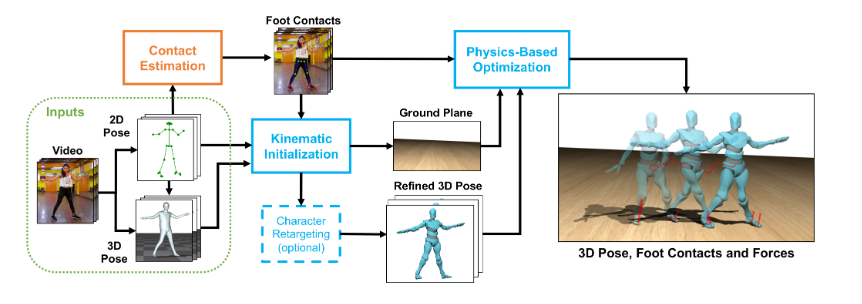 Foot Contacts
Contact
Estimation
Physics-Based
Optimization
Inputs
2D
Pose
Video
Kinematic
Initialization
Ground Plane
3D
Pose
Character
Retargeting
(optional)
Refined 3D Pose
3D Pose, Foot Contacts and Forces